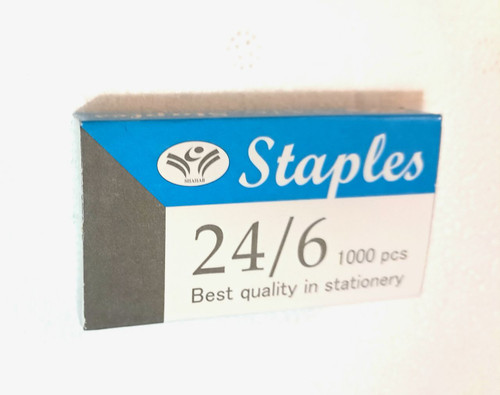 Staples
24/6 1000 pcs
Best quality in stationery